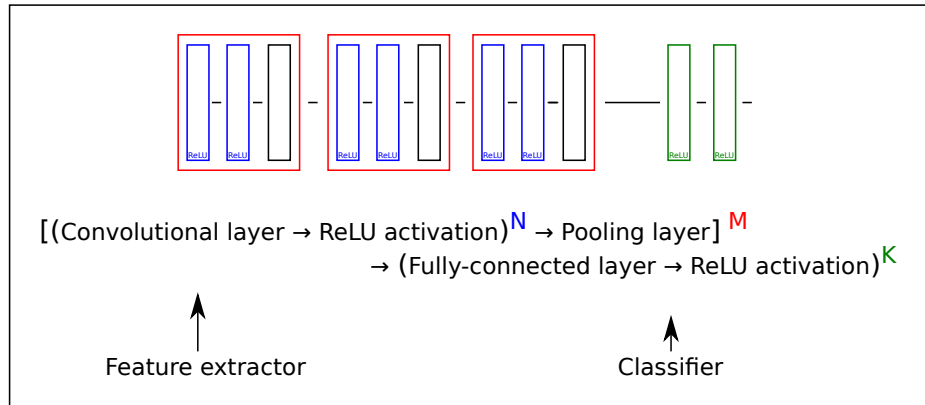 ReLU ReLU ReLU ReLU ReLU ReLU ReLU ReLU
[(Convolutional layer → ReLU activation)^N → Pooling layer]^M
→ (Fully-connected layer → ReLU activation)^K
Feature extractor Classifier